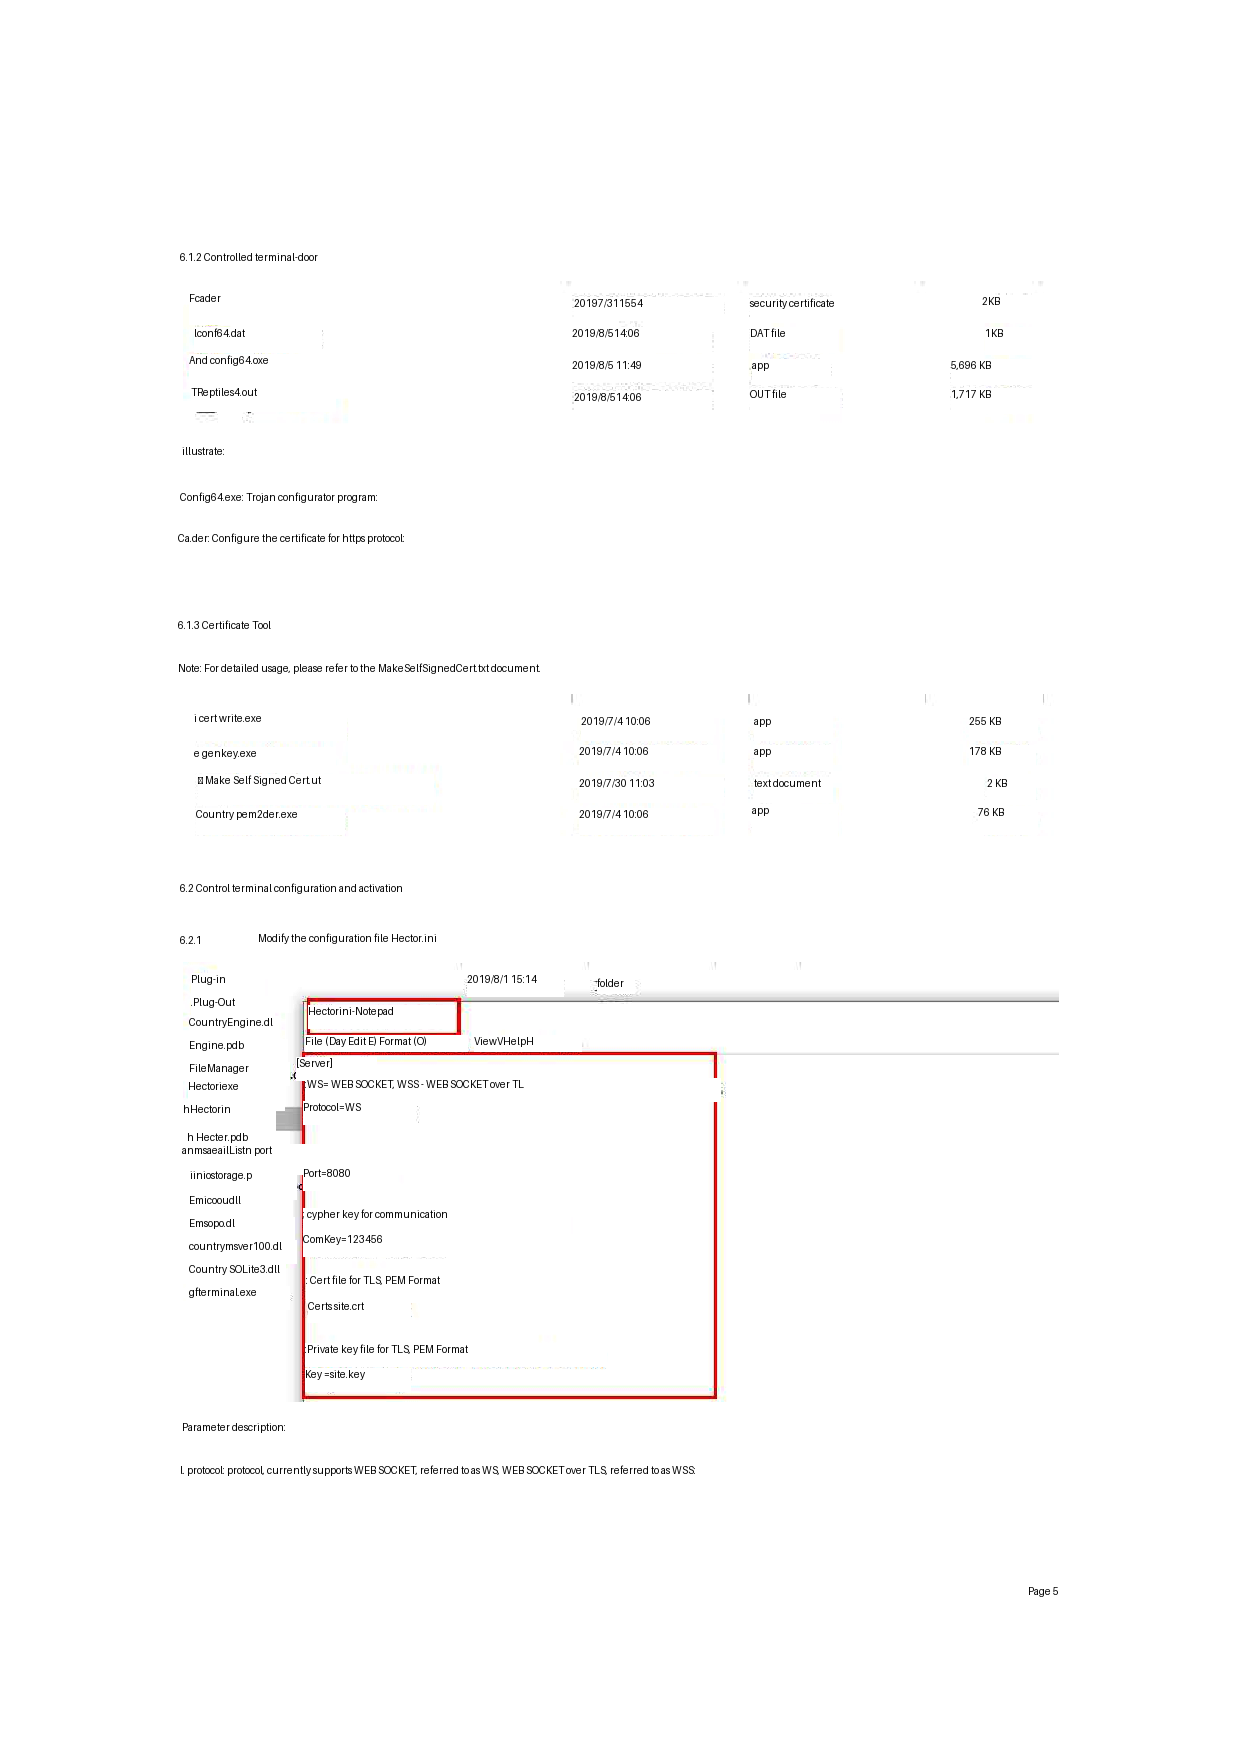 6.1.2 Controlled terminal-door
Fcader 20197/311554 security certificate 2KB
lconf64.dat 2019/8/514:06 DAT file 1KB
And config64.oxe 2019/8/5 11:49 app 5,696 KB
TReptiles4.out 2019/8/514:06 OUT file 1,717 KB
illustrate:
Config64.exe: Trojan configurator program:
Ca.der: Configure the certificate for https protocol:
6.1.3 Certificate Tool
Note: For detailed usage, please refer to the MakeSelfSignedCert.txt document.
i cert write.exe 2019/7/4 10:06 app 255 KB
e genkey.exe 2019/7/4 10:06 app 178 KB
Make Self Signed Cert.ut 2019/7/30 11:03 text document 2 KB
Country pem2der.exe 2019/7/4 10:06 app 76 KB
6.2 Control terminal configuration and activation
6.2.1 Modify the configuration file Hector.ini
Plug-in 2019/8/1 15:14 folder
.Plug-Out
Hectorini-Notepad
CountryEngine.dl
Engine.pdb
File (Day Edit E) Format (O) ViewVHelpH
FileManager
[Server]
Hectoriexe
:WS= WEB SOCKET, WSS - WEB SOCKET over TL
hHectorin
Protocol=WS
h Hecter.pdb
anmsaeailListn port
iiniostorage.p
Port=8080
Emicooudll
Emsopo.dl
: cypher key for communication
countrymsver100.dl
ComKey=123456
Country SOLite3.dll
: Cert file for TLS, PEM Format
gfterminal.exe
Certssite.crt
:Private key file for TLS, PEM Format
Key =site.key
Parameter description:
l. protocol: protocol, currently supports WEB SOCKET, referred to as WS, WEB SOCKET over TLS, referred to as WSS:
Page 5